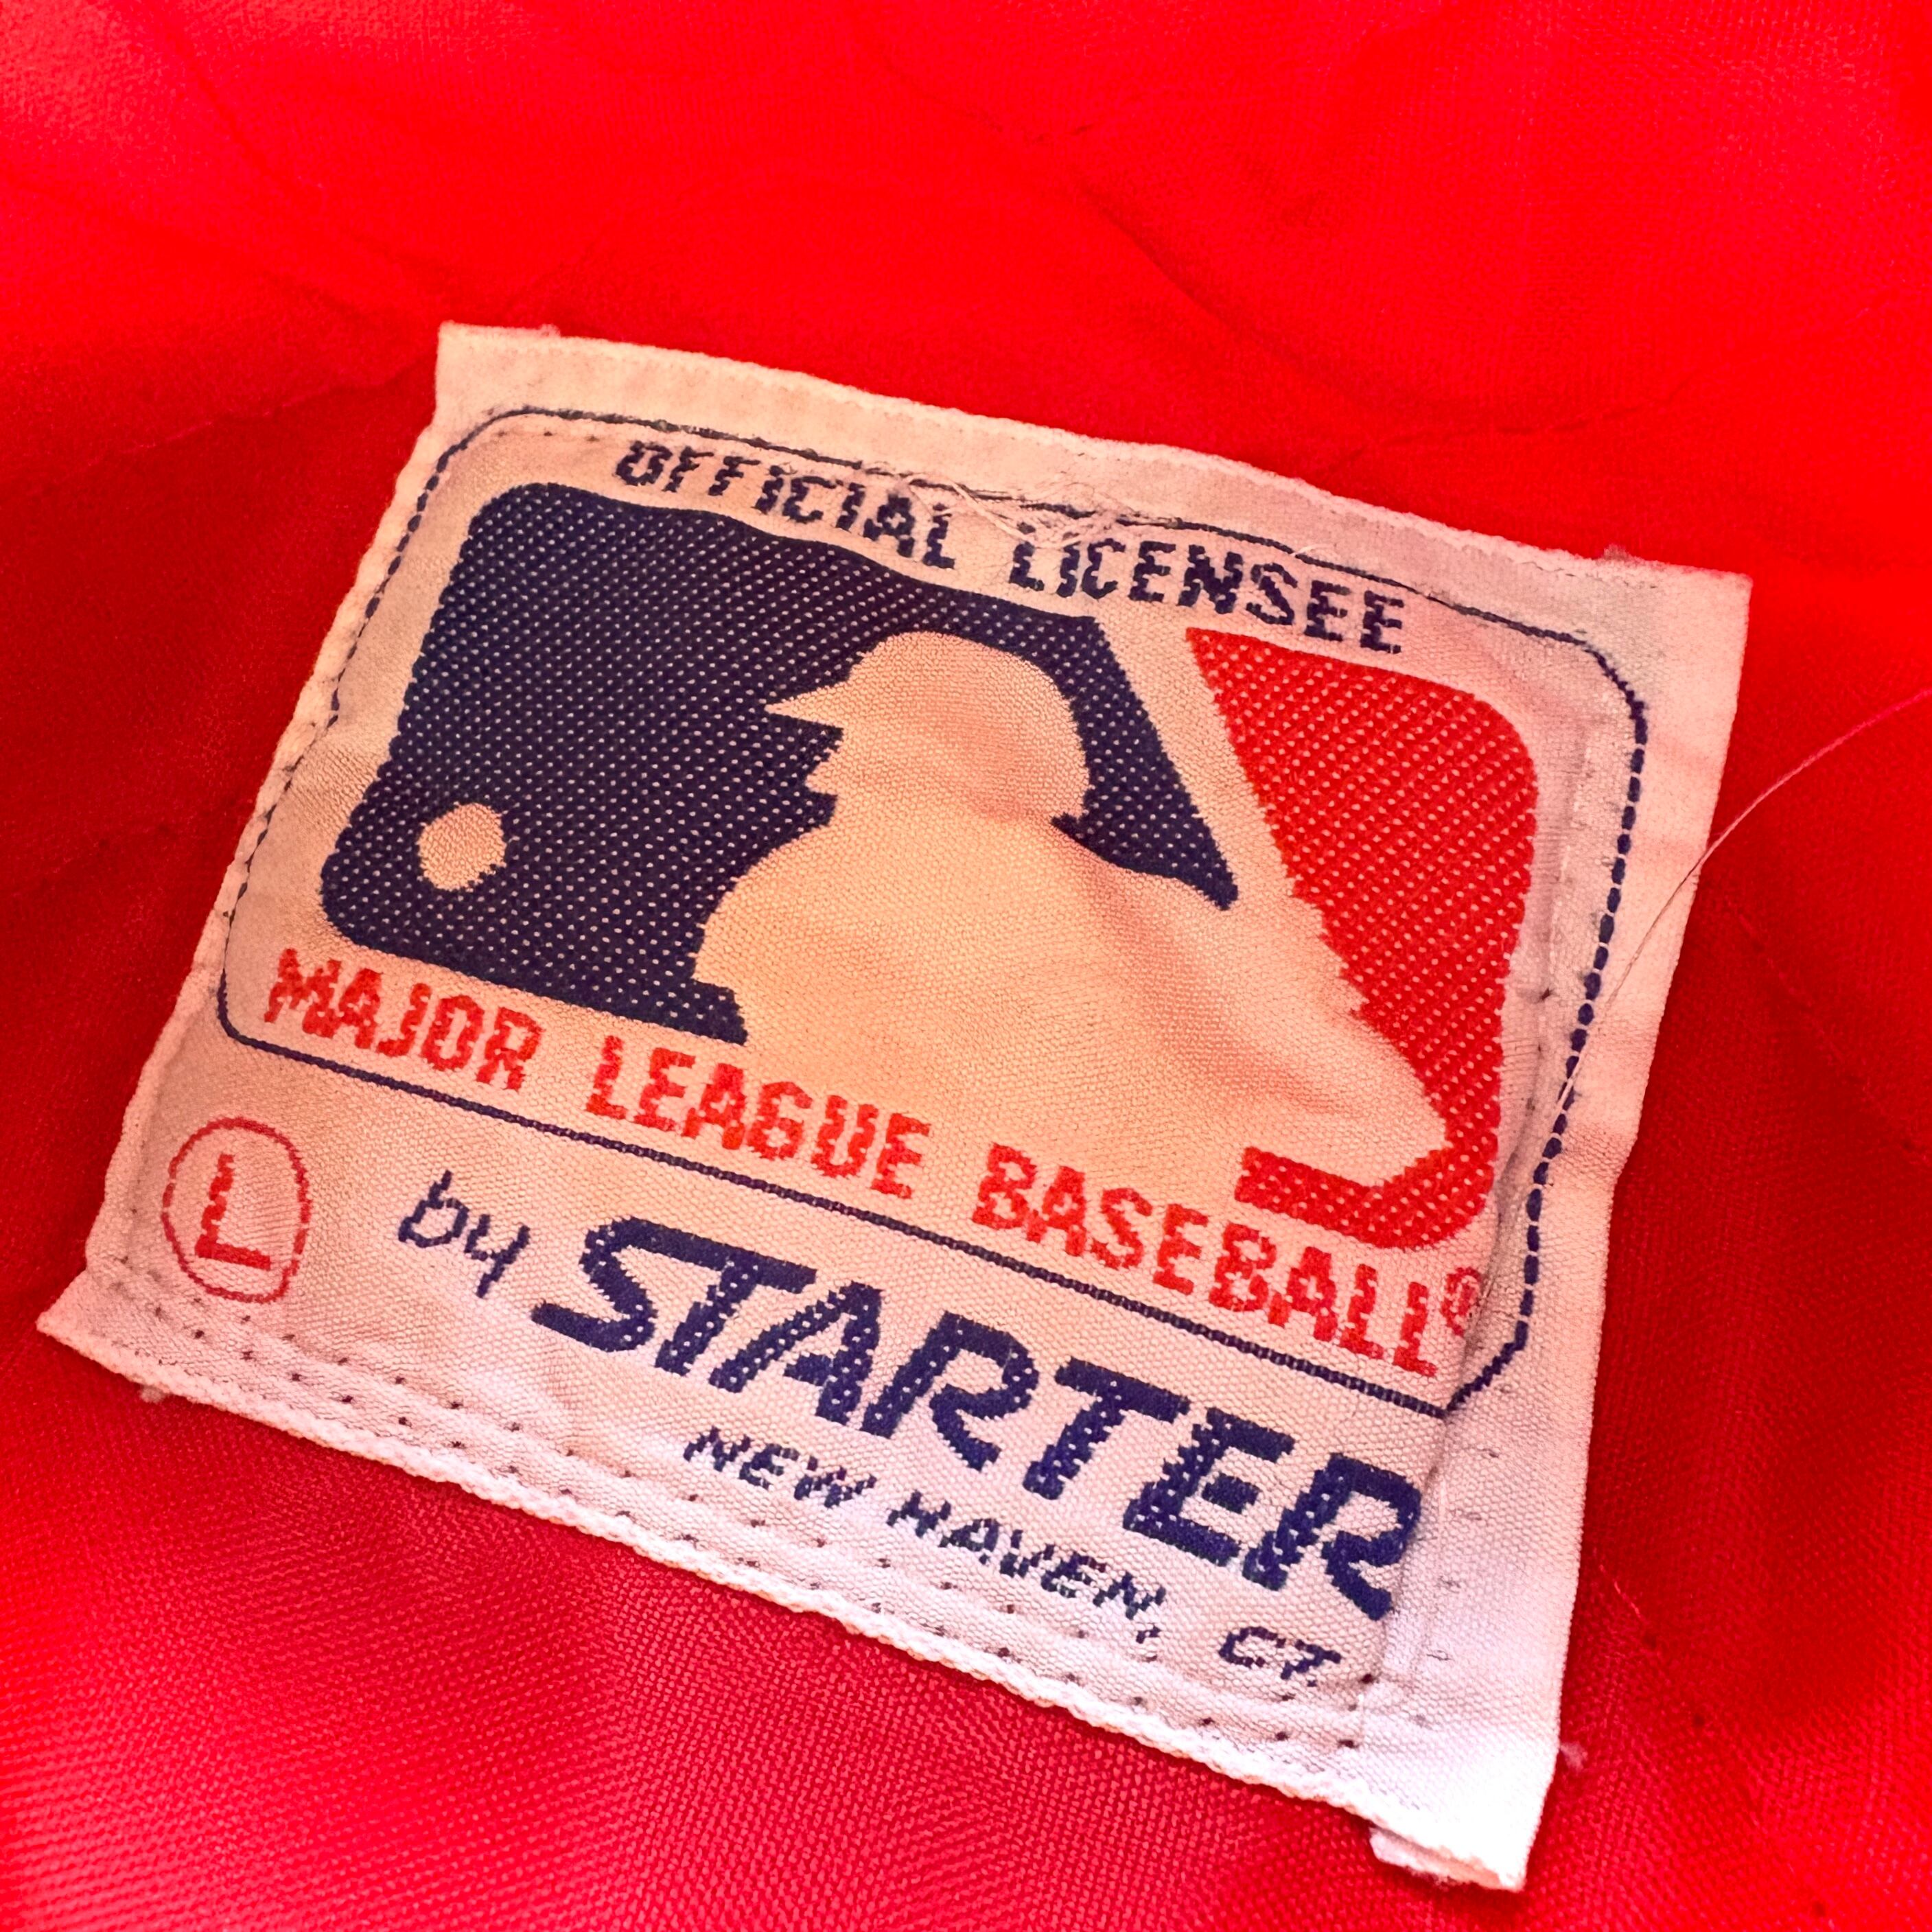 OFFICIAL LICENSEE
MAJOR LEAGUE BASEBALL®
L
by STARTER
NEW HAVEN, CT.